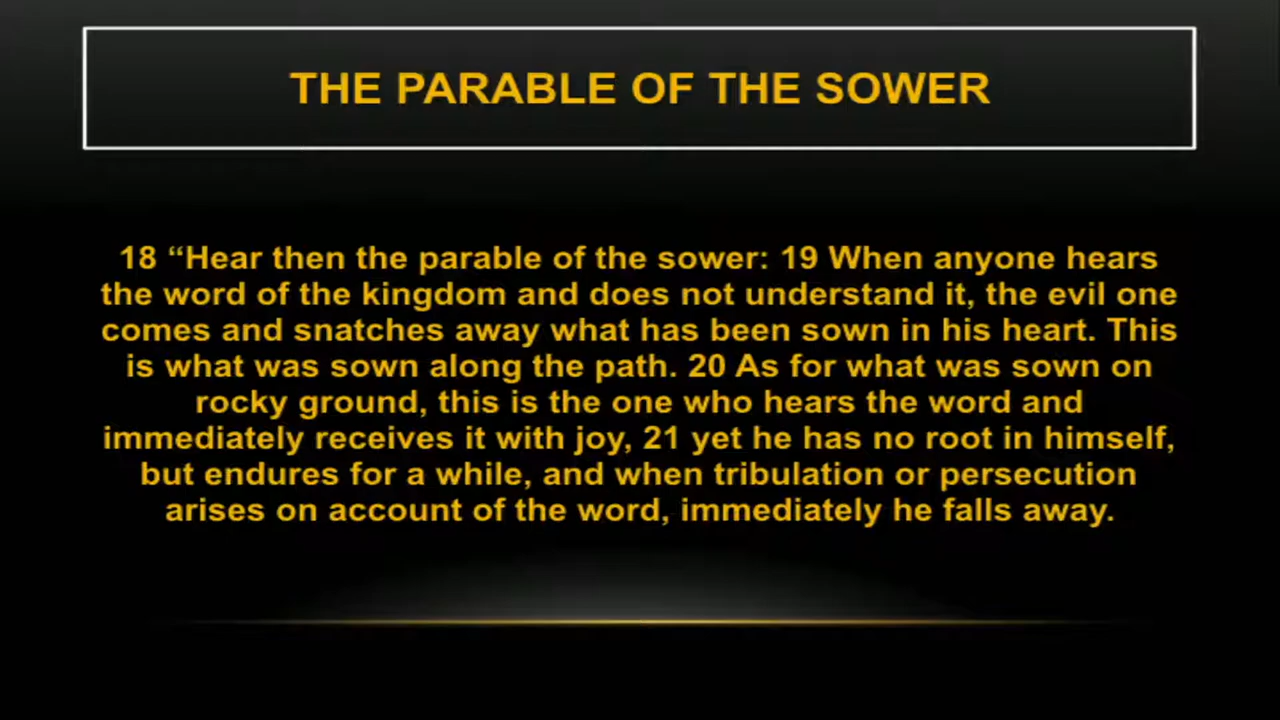 THE PARABLE OF THE SOWER
18 “Hear then the parable of the sower: 19 When anyone hears
the word of the kingdom and does not understand it, the evil one
comes and snatches away what has been sown in his heart. This
is what was sown along the path. 20 As for what was sown on
rocky ground, this is the one who hears the word and
immediately receives it with joy, 21 yet he has no root in himself,
but endures for a while, and when tribulation or persecution
arises on account of the word, immediately he falls away.